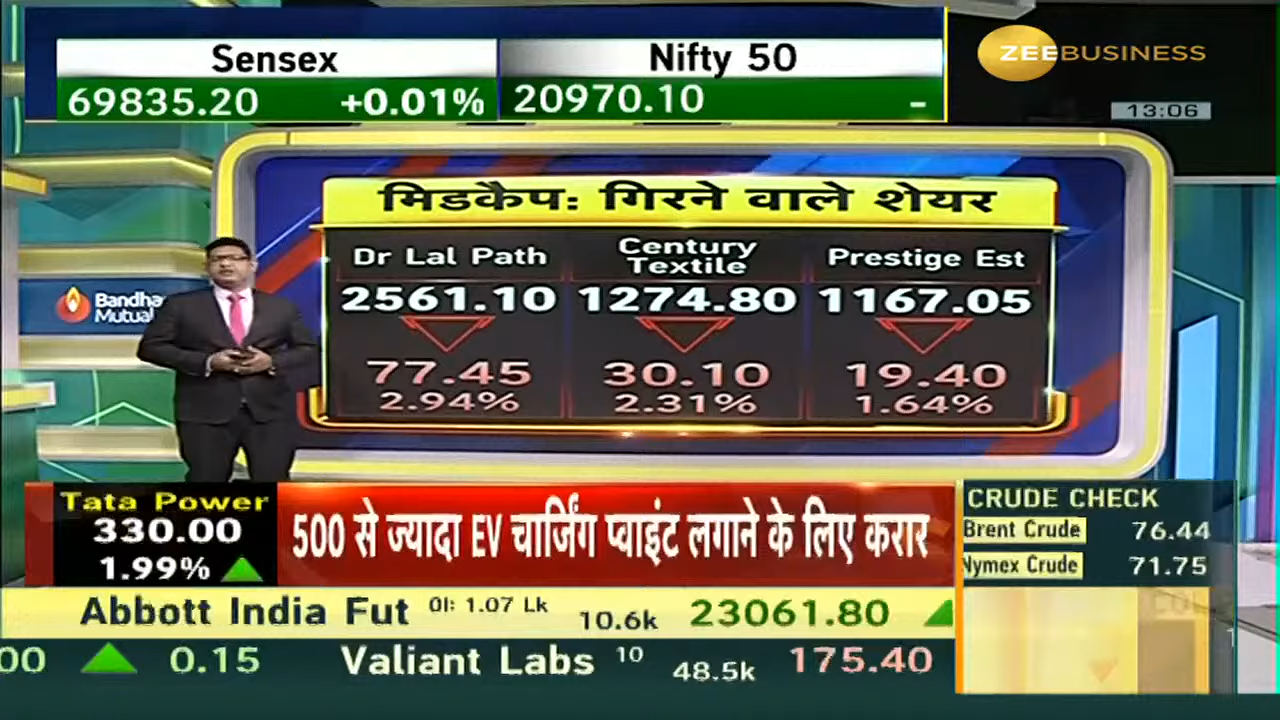 Sensex
69835.20 +0.01%
Nifty 50
20970.10 -
ZEEBUSINESS
13:06
मिडकैप: गिरने वाले शेयर
Dr Lal Path
2561.10
77.45
2.94%
Century
Textile
1274.80
30.10
2.31%
Prestige Est
1167.05
19.40
1.64%
Bandha
Mutual
Tata Power
330.00
1.99%
500 से ज्यादा EV चार्जिंग प्वाइंट लगाने के लिए करार
CRUDE CHECK
Brent Crude 76.44
Nymex Crude 71.75
Abbott India Fut OI: 1.07 Lk 10.6k 23061.80
00 0.15 Valiant Labs 10 48.5k 175.40